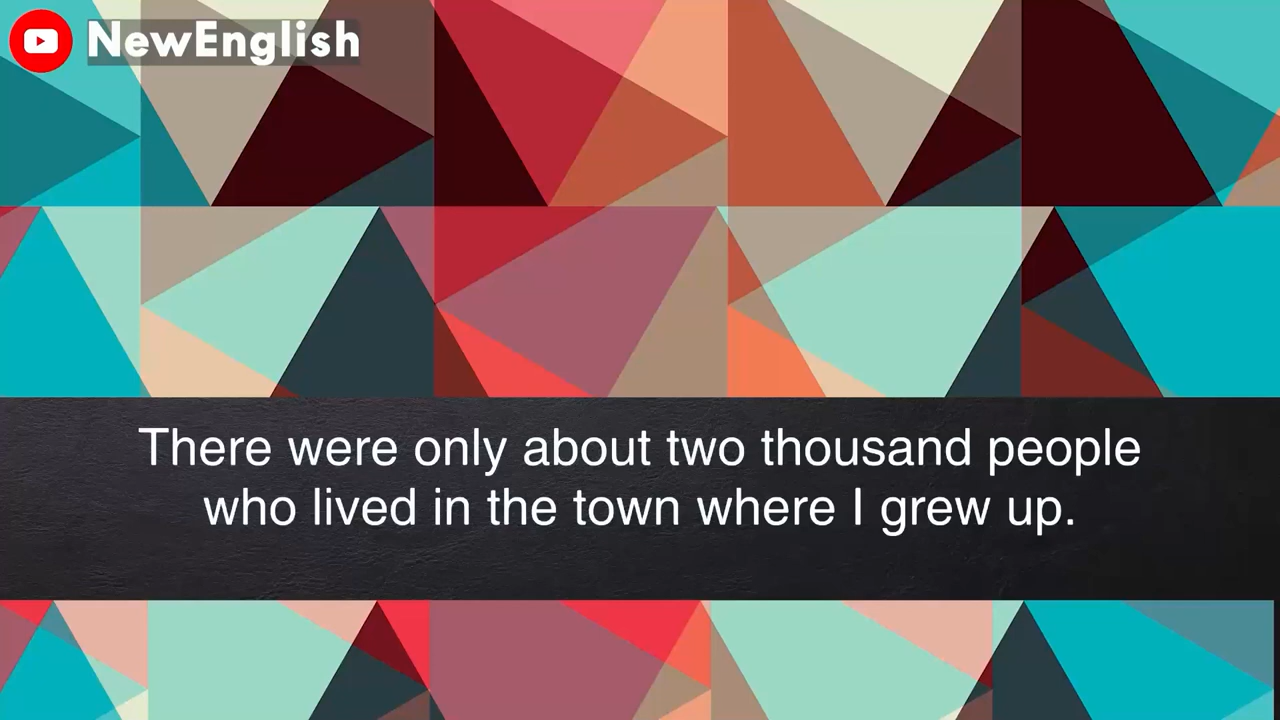 NewEnglish
There were only about two thousand people
who lived in the town where I grew up.